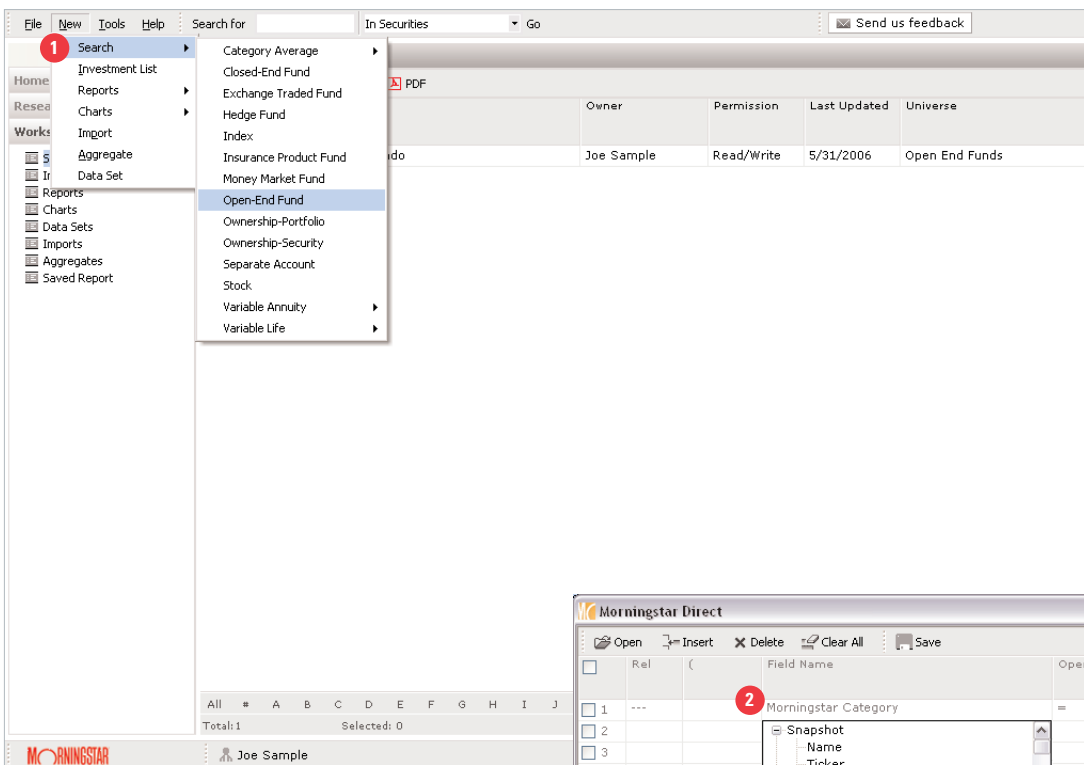 File New Tools Help Search for In Securities Go Send us feedback
1 Search
Investment List
Reports
Charts
Import
Aggregate
Data Set
Category Average
Closed-End Fund
Exchange Traded Fund
Hedge Fund
Index
Insurance Product Fund
Money Market Fund
Open-End Fund
Ownership-Portfolio
Ownership-Security
Separate Account
Stock
Variable Annuity
Variable Life
PDF
Home
Resea
Works
S
Reports
Charts
Data Sets
Imports
Aggregates
Saved Report
Owner Permission Last Updated Universe
do Joe Sample Read/Write 5/31/2006 Open End Funds
All # A B C D E F G H I J
Total:1 Selected: 0
MORNINGSTAR Joe Sample
Morningstar Direct
Open Insert Delete Clear All Save
Rel ( Field Name Oper
1 --- 2 Morningstar Category =
2 Snapshot
3 Name
Ticker